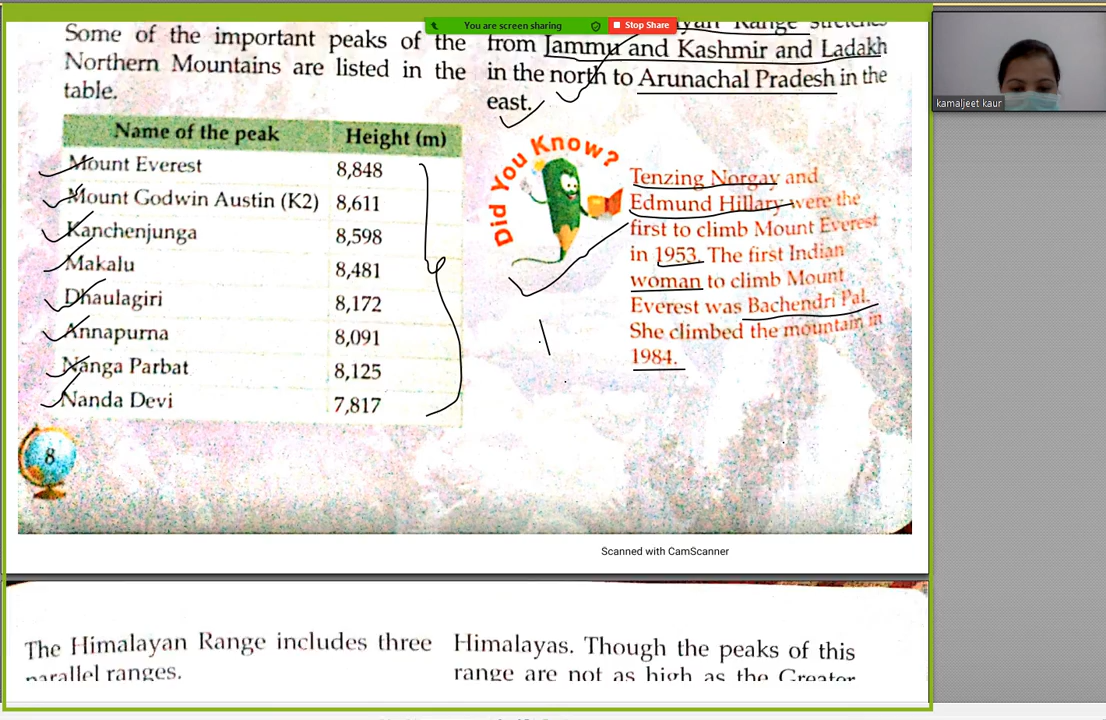 You are screen sharing
Stop Share
kamaljeet kaur
Some of the important peaks of the
Northern Mountains are listed in the
table.
Name of the peak Height (m)
Mount Everest 8,848
Mount Godwin Austin (K2) 8,611
Kanchenjunga 8,598
Makalu 8,481
Dhaulagiri 8,172
Annapurna 8,091
Nanga Parbat 8,125
Nanda Devi 7,817
8
Range stretches
from Jammu and Kashmir and Ladakh
in the north to Arunachal Pradesh in the
east.
Did You Know?
Tenzing Norgay and
Edmund Hillary were the
first to climb Mount Everest
in 1953. The first Indian
woman to climb Mount
Everest was Bachendri Pal.
She climbed the mountain in
1984.
Scanned with CamScanner
The Himalayan Range includes three
parallel ranges.
Himalayas. Though the peaks of this
range are not as high as the Greater